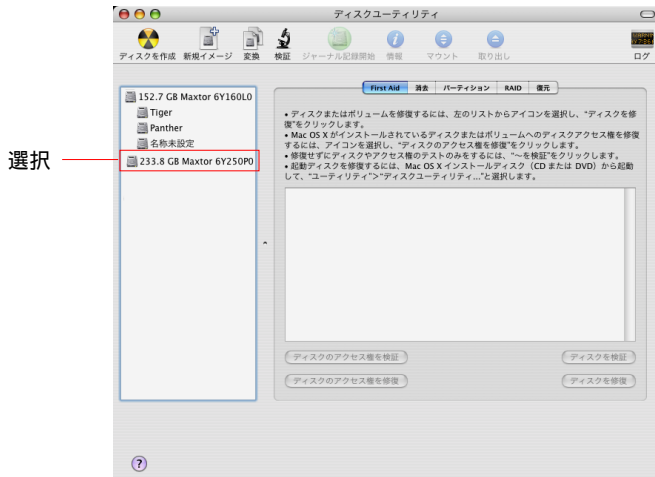 ディスクユーティリティ
ディスクを作成 新規イメージ 変換 検証 ジャーナル記録開始 情報 マウント 取り出し ログ
First Aid 消去 パーティション RAID 復元
152.7 GB Maxtor 6Y160L0
Tiger
Panther
名称未設定
233.8 GB Maxtor 6Y250P0
選択
• ディスクまたはボリュームを修復するには、左のリストからアイコンを選択し、“ディスクを修
復”をクリックします。
• Mac OS X がインストールされているディスクまたはボリュームへのディスクアクセス権を修復
するには、アイコンを選択し、“ディスクのアクセス権を修復”をクリックします。
• 修復せずにディスクやアクセス権のテストのみをするには、“〜を検証”をクリックします。
• 起動ディスクを修復するには、Mac OS X インストールディスク（CD または DVD）から起動
して、“ユーティリティ”>“ディスクユーティリティ...”と選択します。
ディスクのアクセス権を検証 ディスクを検証
ディスクのアクセス権を修復 ディスクを修復
?